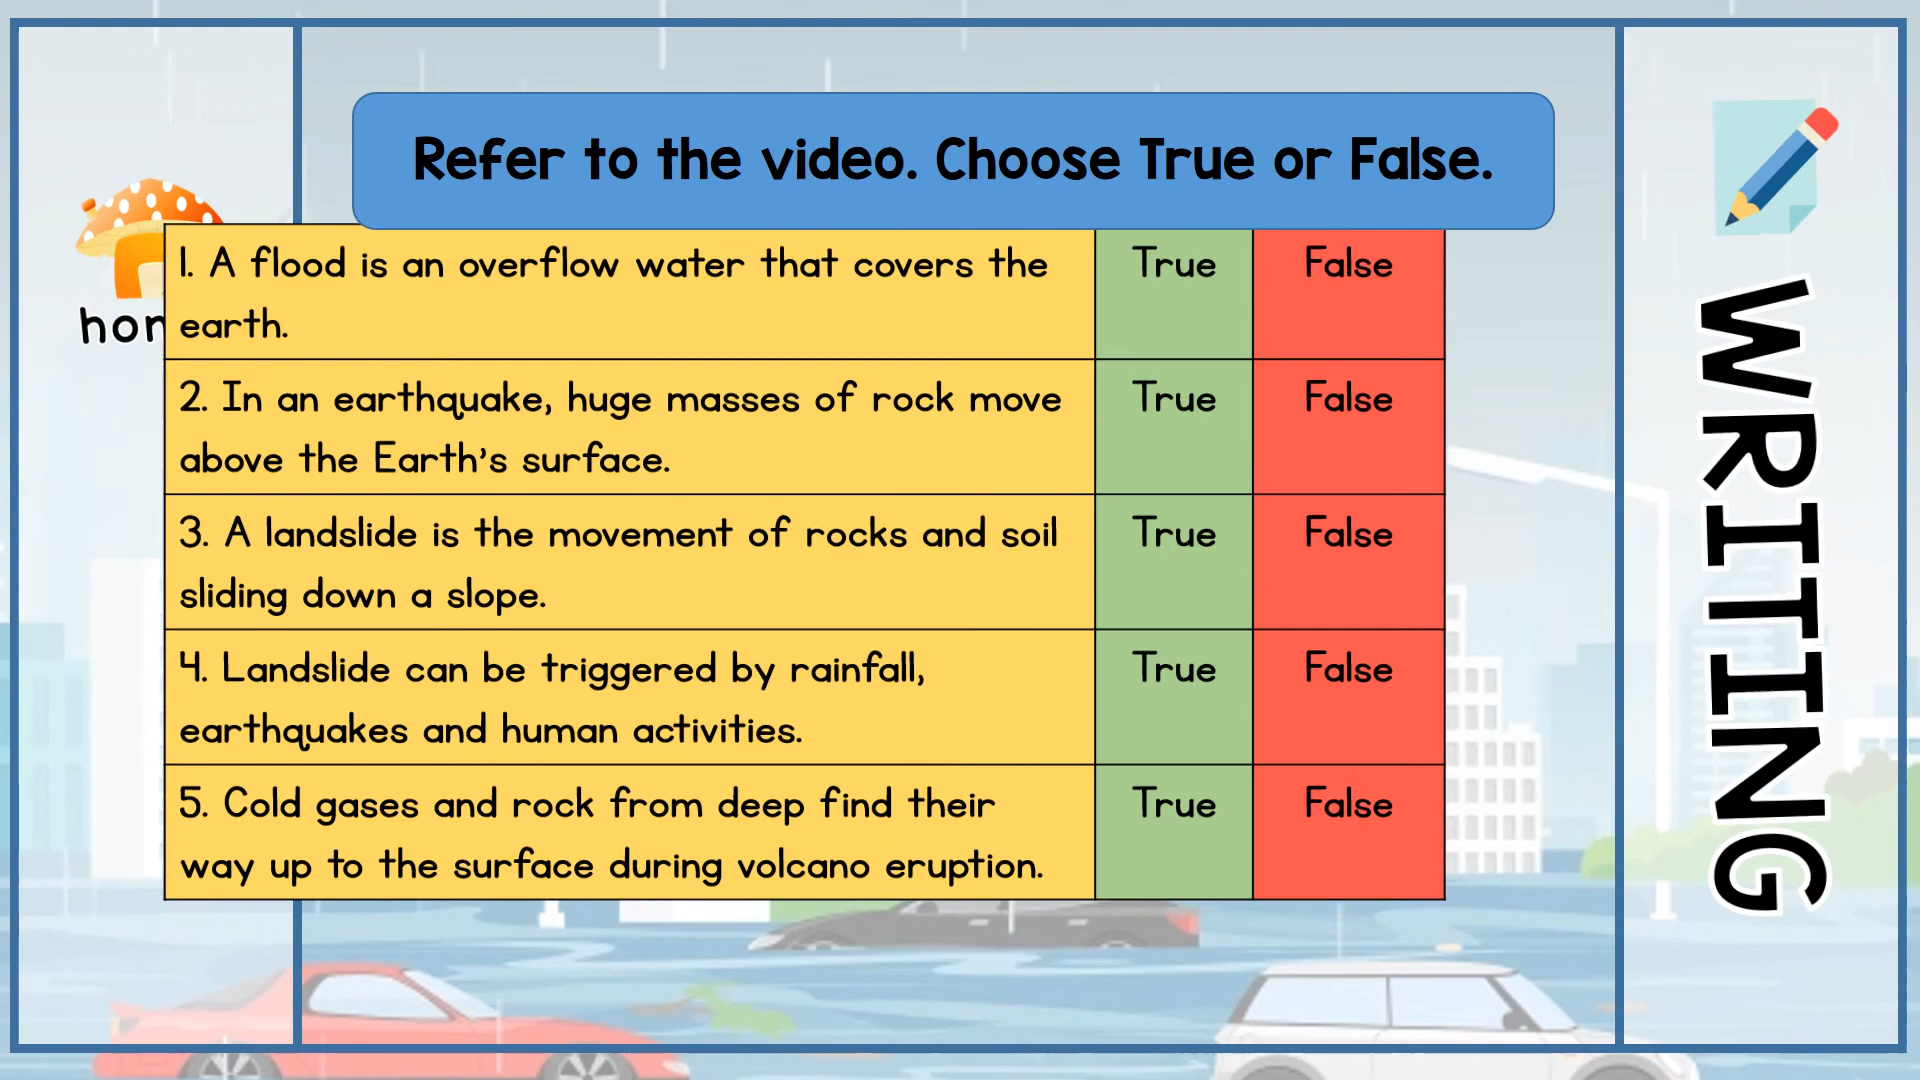 Refer to the video. Choose True or False.
hom
1. A flood is an overflow water that covers the
earth.
True
False
2. In an earthquake, huge masses of rock move
above the Earth's surface.
True
False
3. A landslide is the movement of rocks and soil
sliding down a slope.
True
False
4. Landslide can be triggered by rainfall,
earthquakes and human activities.
True
False
5. Cold gases and rock from deep find their
way up to the surface during volcano eruption.
True
False
WRITING